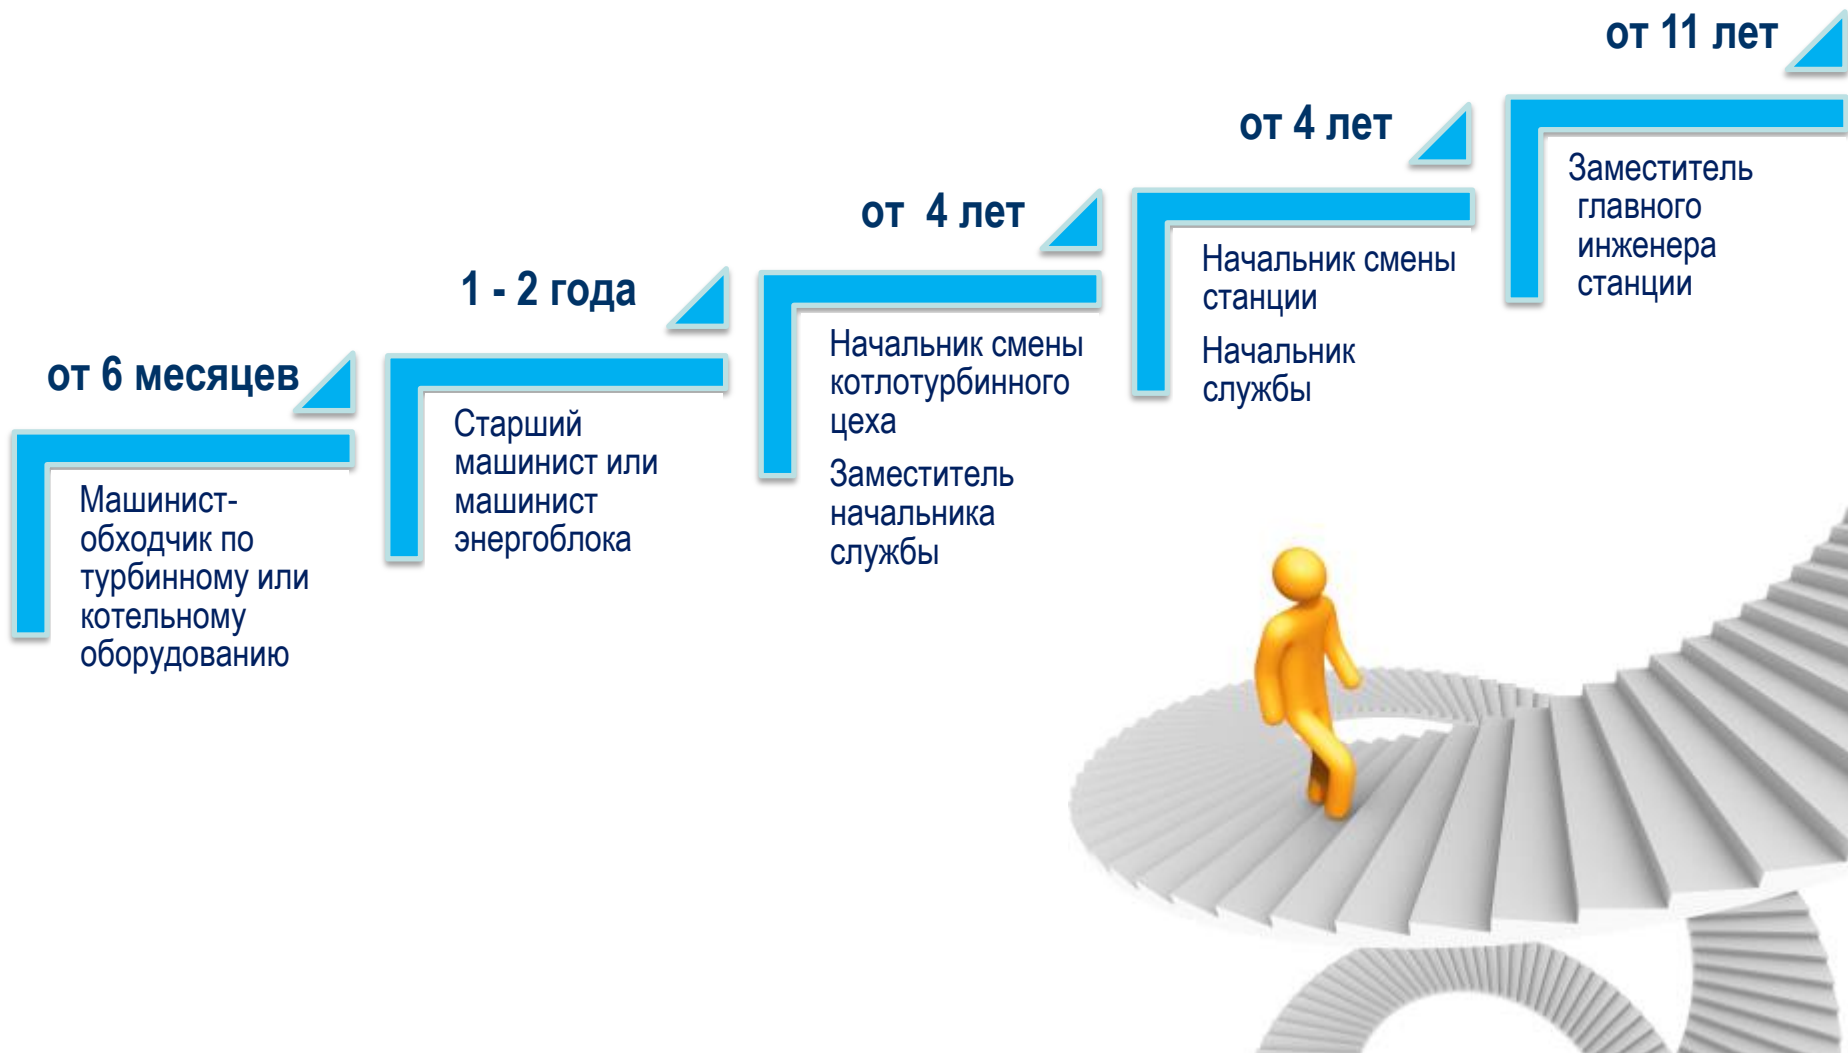 от 6 месяцев
Машинист-
обходчик по
турбинному или
котельному
оборудованию
1 - 2 года
Старший
машинист или
машинист
энергоблока
от 4 лет
Начальник смены
котлотурбинного
цеха
Заместитель
начальника
службы
от 4 лет
Начальник смены
станции
Начальник
службы
от 11 лет
Заместитель
главного
инженера
станции